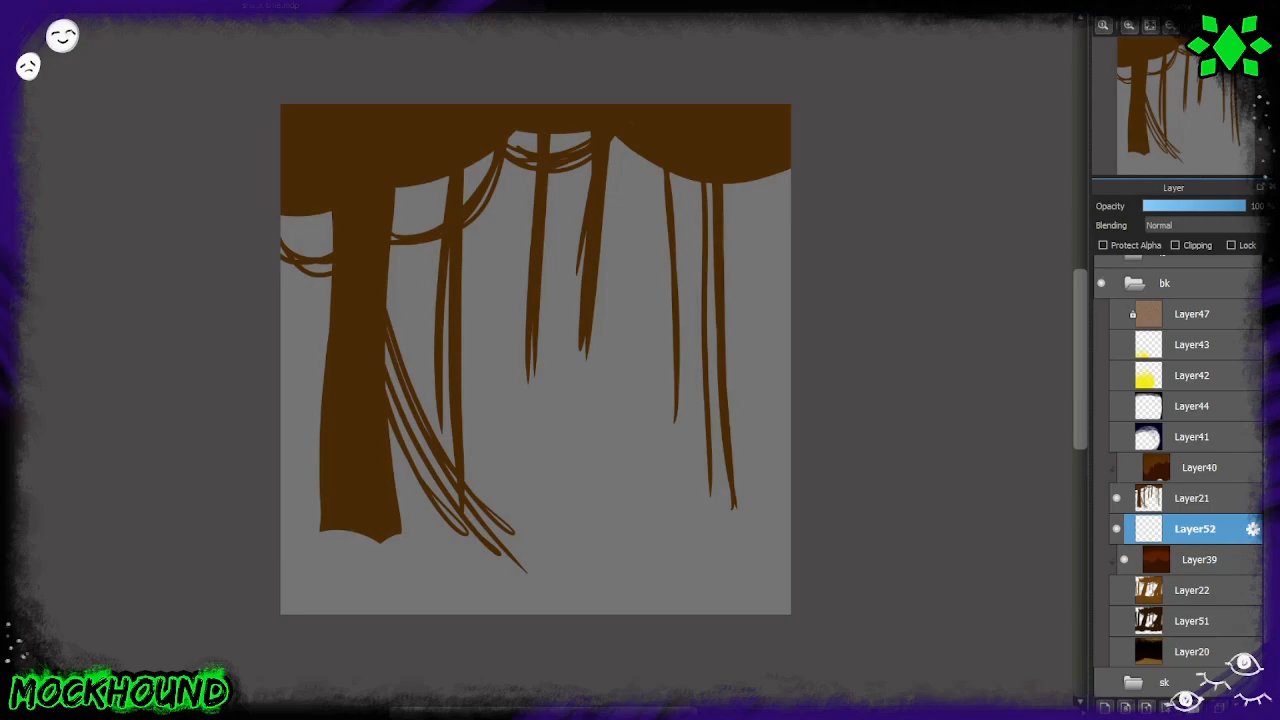 Layer
Opacity 100
Blending Normal
Protect Alpha Clipping Lock
bk
Layer47
Layer43
Layer42
Layer44
Layer41
Layer40
Layer21
Layer52
Layer39
Layer22
Layer51
Layer20
sk
MOCKHOUND